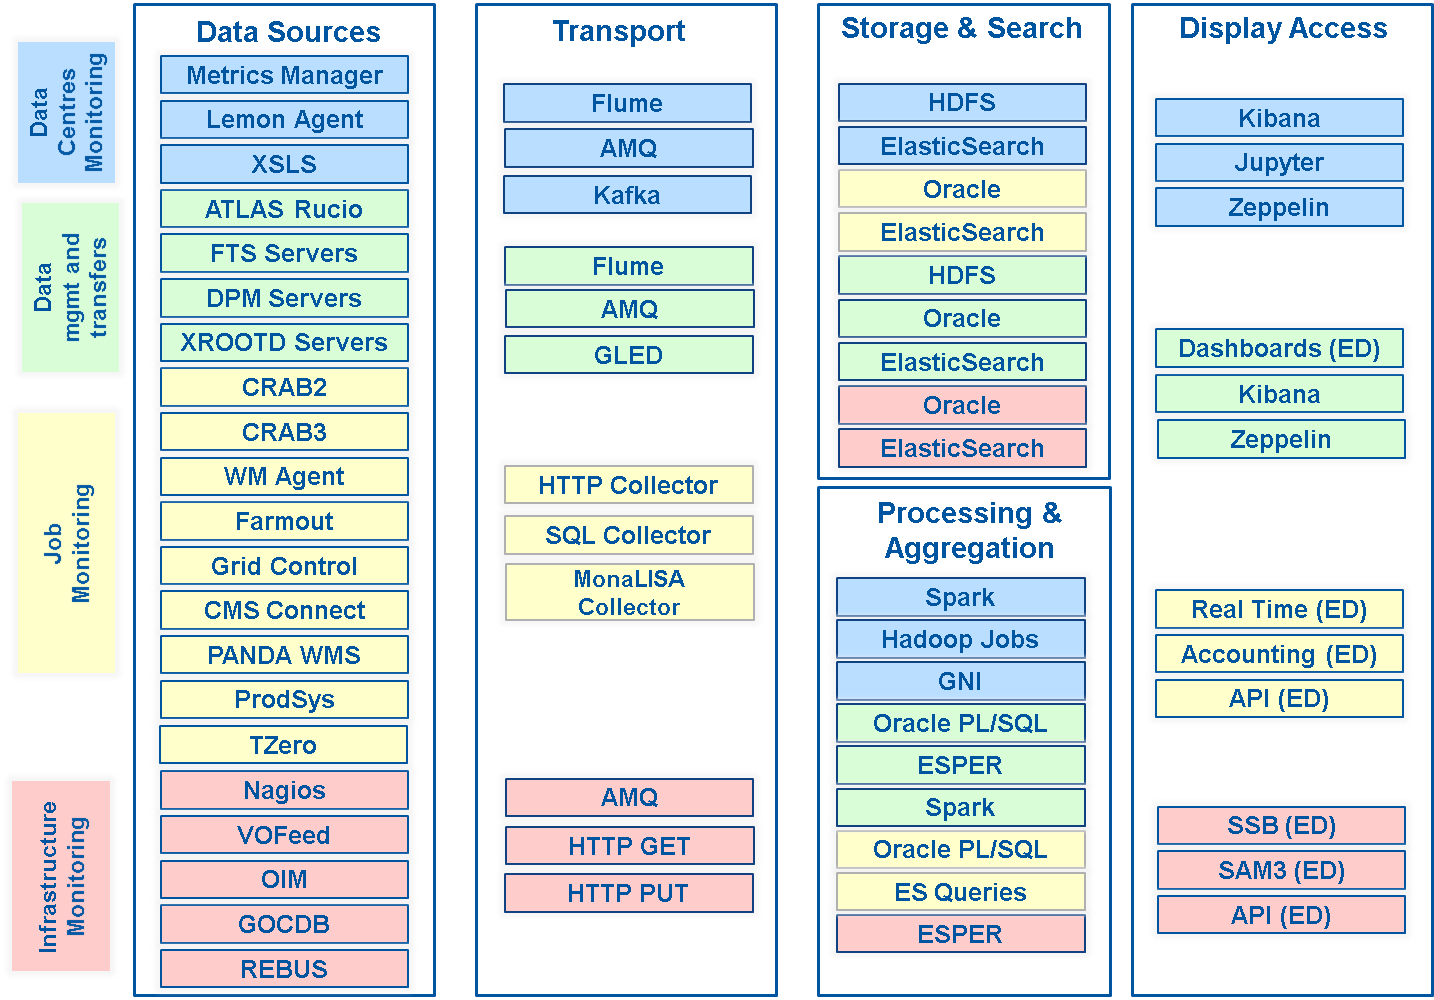 Data
Centres
Monitoring
Data
mgmt and
transfers
Job
Monitoring
Infrastructure
Monitoring
Data Sources
Metrics Manager
Lemon Agent
XSLS
ATLAS Rucio
FTS Servers
DPM Servers
XROOTD Servers
CRAB2
CRAB3
WM Agent
Farmout
Grid Control
CMS Connect
PANDA WMS
ProdSys
TZero
Nagios
VOFeed
OIM
GOCDB
REBUS
Transport
Flume
AMQ
Kafka
Flume
AMQ
GLED
HTTP Collector
SQL Collector
MonaLISA
Collector
AMQ
HTTP GET
HTTP PUT
Storage & Search
HDFS
ElasticSearch
Oracle
ElasticSearch
HDFS
Oracle
ElasticSearch
Oracle
ElasticSearch
Processing &
Aggregation
Spark
Hadoop Jobs
GNI
Oracle PL/SQL
ESPER
Spark
Oracle PL/SQL
ES Queries
ESPER
Display Access
Kibana
Jupyter
Zeppelin
Dashboards (ED)
Kibana
Zeppelin
Real Time (ED)
Accounting (ED)
API (ED)
SSB (ED)
SAM3 (ED)
API (ED)